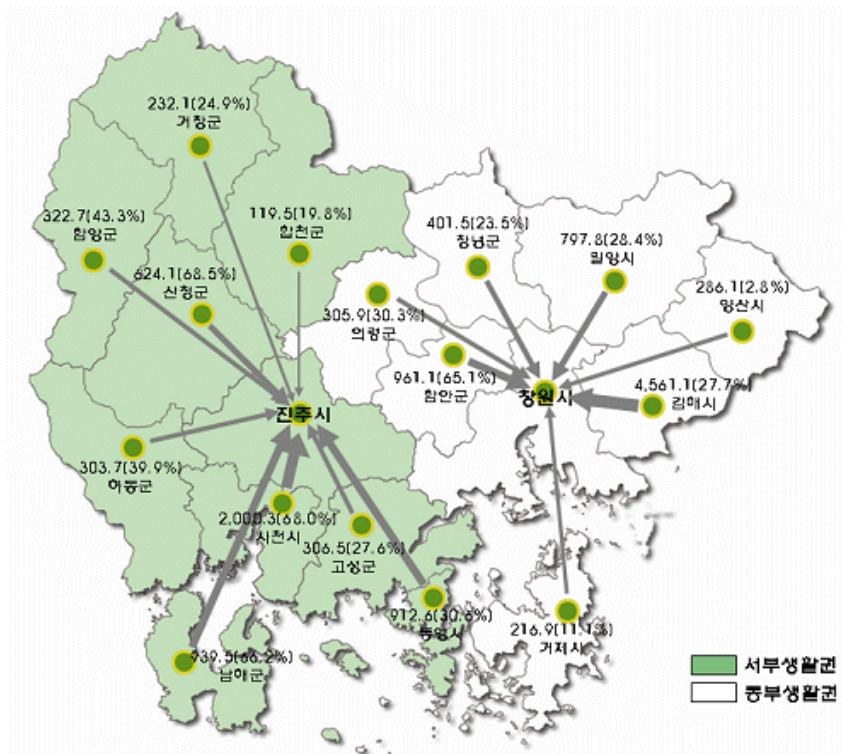 232.1(24.9%)
거창군
322.7(43.3%)
함양군
119.5(19.8%)
합천군
624.1(68.5%)
산청군
401.5(23.5%)
창녕군
797.8(28.4%)
밀양시
286.1(2.8%)
양산시
305.9(30.3%)
의령군
961.1(65.1%)
함안군
창원시
4,561.1(27.7%)
김해시
진주시
303.7(39.9%)
하동군
2,000.3(68.0%)
사천시
306.5(27.6%)
고성군
912.6(30.6%)
통영시
216.9(11.1%)
거제시
939.5(66.2%)
남해군
서부생활권
동부생활권